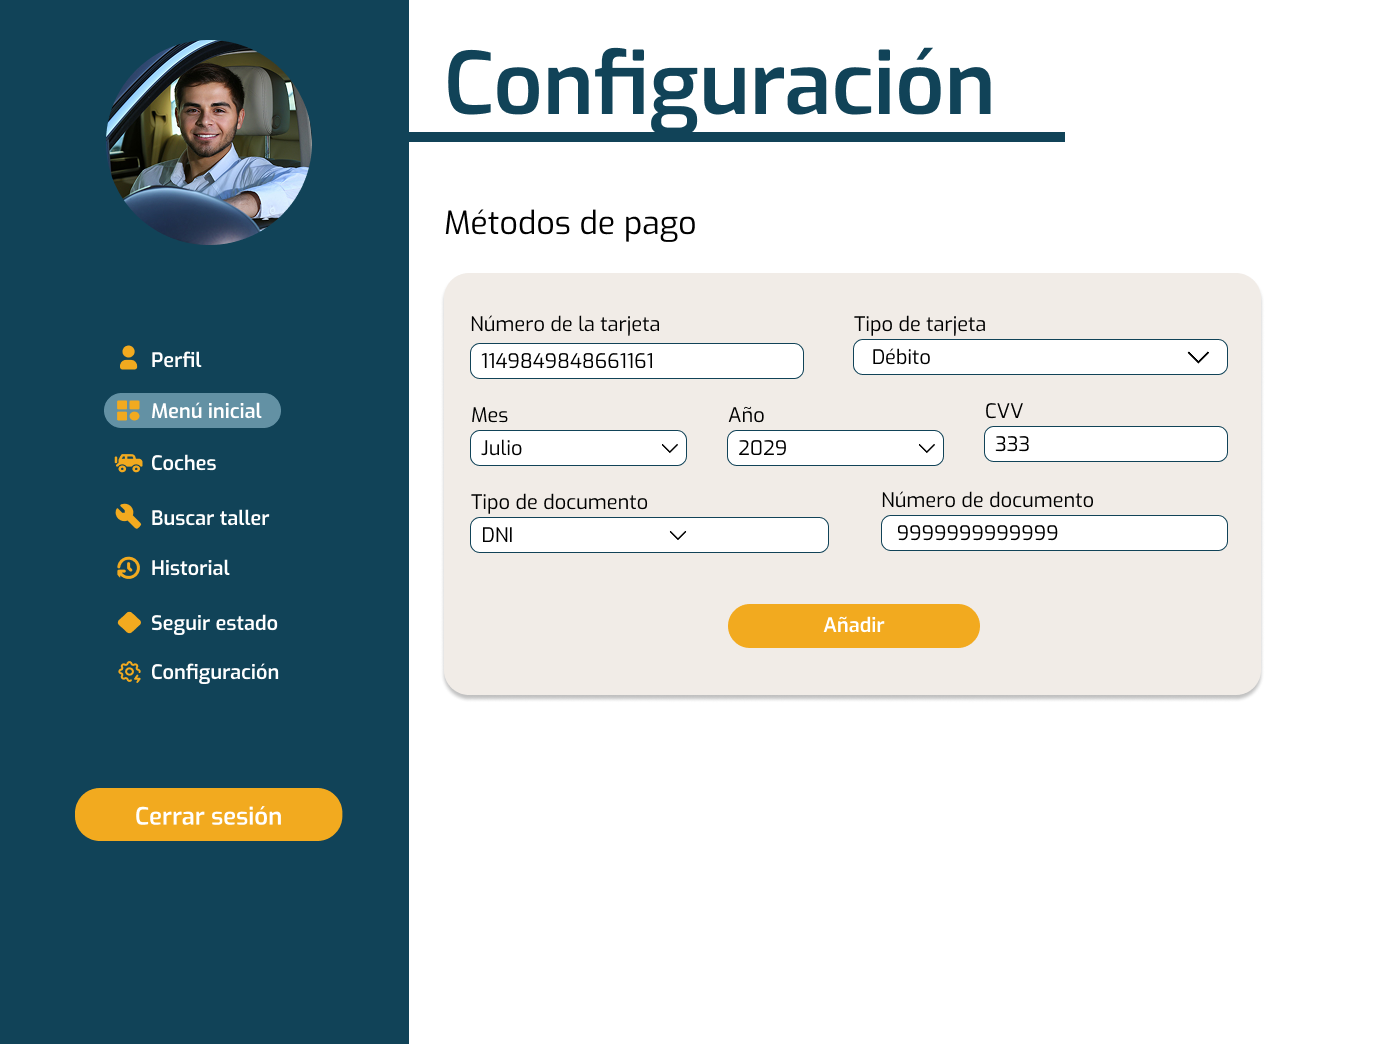 Configuración
Métodos de pago
Número de la tarjeta
Tipo de tarjeta
1149849848661161
Débito
Mes
Año
CVV
Julio
2029
333
Tipo de documento
Número de documento
DNI
9999999999999
Añadir
Perfil
Menú inicial
Coches
Buscar taller
Historial
Seguir estado
Configuración
Cerrar sesión